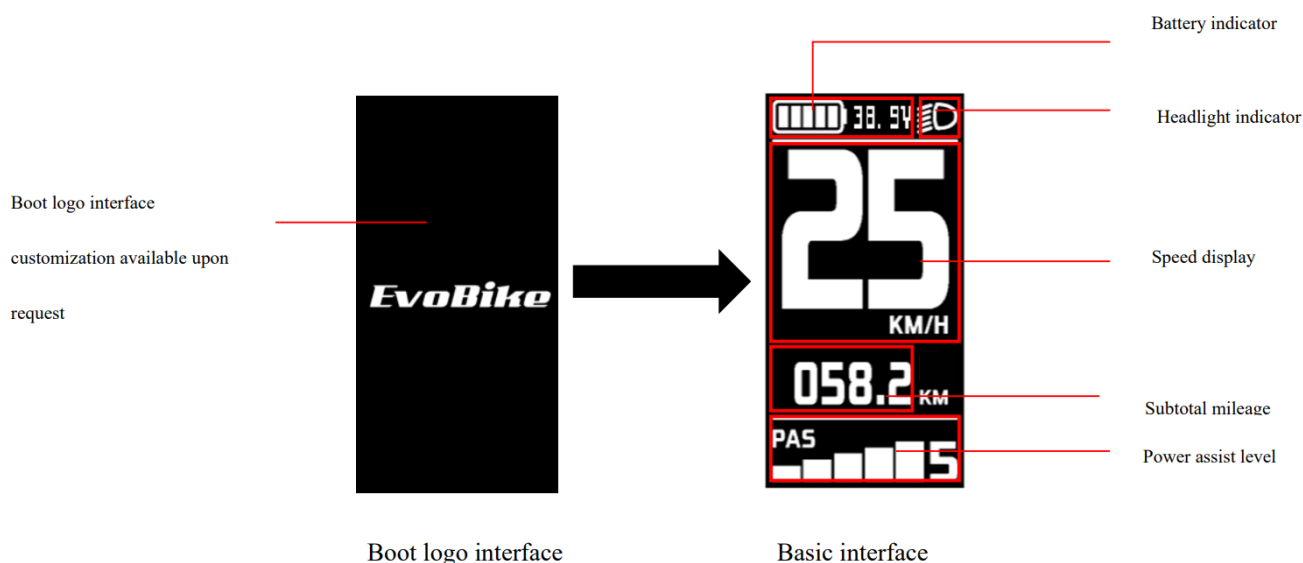 Battery indicator
38.9V
Headlight indicator
25
KM/H
Boot logo interface
customization available upon
request
Speed display
EvoBike
058.2 KM
Subtotal mileage
PAS
5
Power assist level
Boot logo interface
Basic interface